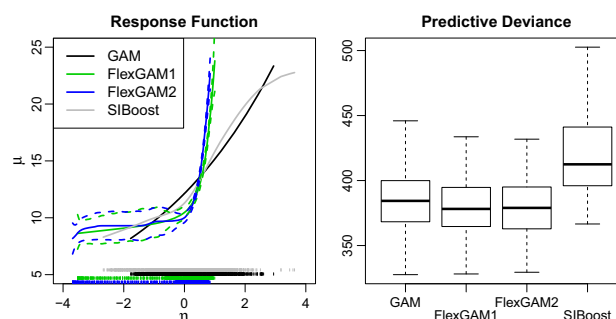 Response Function
25
20
15
10
5
μ
GAM
FlexGAM1
FlexGAM2
SIBoost
−4 −2 0 2 4
η
Predictive Deviance
500
450
400
350
GAM FlexGAM2
FlexGAM1 SIBoost